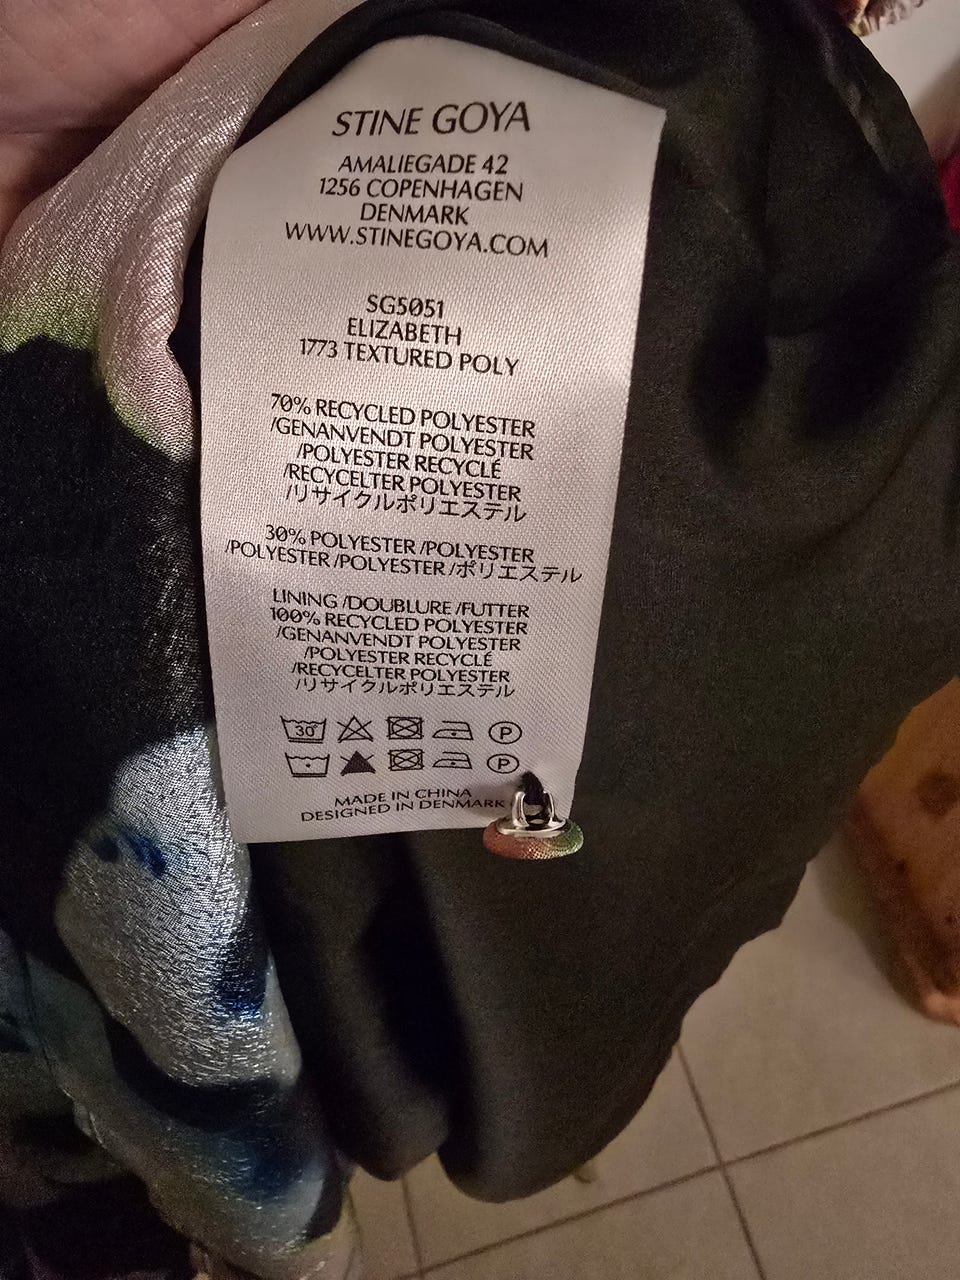 STINE GOYA
AMALIEGADE 42
1256 COPENHAGEN
DENMARK
WWW.STINEGOYA.COM
SG5051
ELIZABETH
1773 TEXTURED POLY
70% RECYCLED POLYESTER
/GENANVENDT POLYESTER
/POLYESTER RECYCLÉ
/RECYCELTER POLYESTER
/リサイクルポリエステル
30% POLYESTER /POLYESTER
/POLYESTER /POLYESTER /ポリエステル
LINING /DOUBLURE /FUTTER
100% RECYCLED POLYESTER
/GENANVENDT POLYESTER
/POLYESTER RECYCLÉ
/RECYCELTER POLYESTER
/リサイクルポリエステル
30 P
P
MADE IN CHINA
DESIGNED IN DENMARK